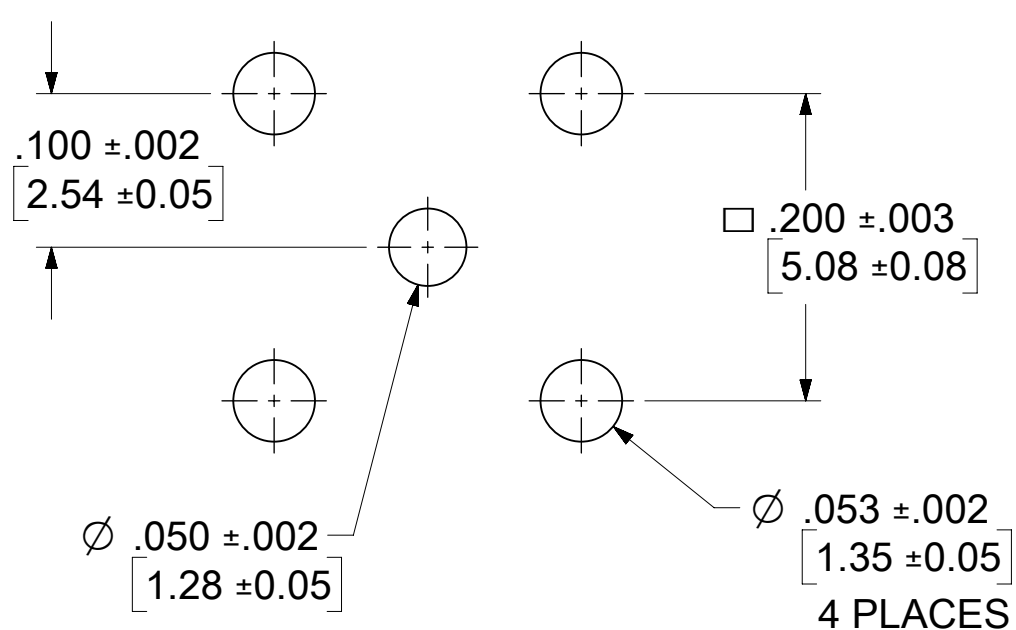 .100 ±.002
[2.54 ±0.05]
□ .200 ±.003
[5.08 ±0.08]
⌀ .050 ±.002
[1.28 ±0.05]
⌀ .053 ±.002
[1.35 ±0.05]
4 PLACES